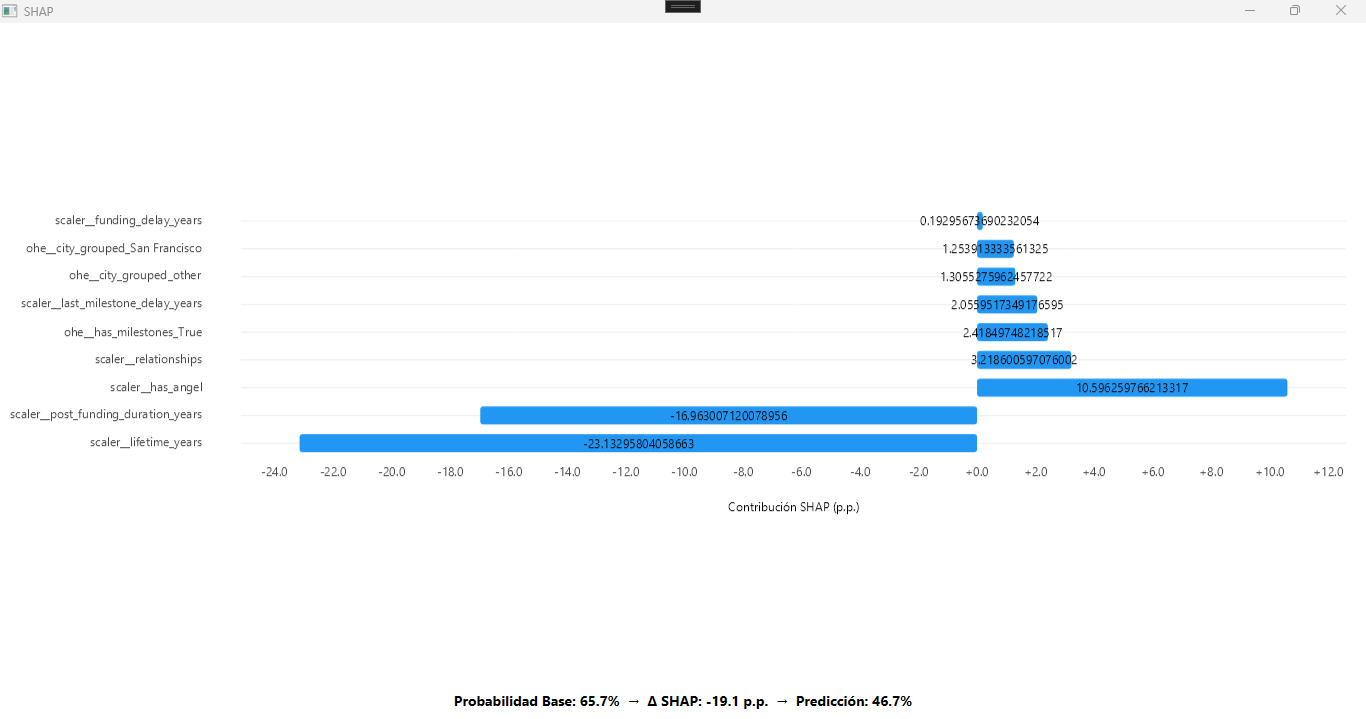 SHAP
scaler__funding_delay_years 0.19295673690232054
ohe__city_grouped_San Francisco 1.253913333561325
ohe__city_grouped_other 1.3055275962457722
scaler__last_milestone_delay_years 2.0559517349176595
ohe__has_milestones_True 2.41849748218517
scaler__relationships 3.218600597076002
scaler__has_angel 10.596259766213317
scaler__post_funding_duration_years -16.963007120078956
scaler__lifetime_years -23.13295804058663
-24.0 -22.0 -20.0 -18.0 -16.0 -14.0 -12.0 -10.0 -8.0 -6.0 -4.0 -2.0 +0.0 +2.0 +4.0 +6.0 +8.0 +10.0 +12.0
Contribución SHAP (p.p.)
Probabilidad Base: 65.7% → Δ SHAP: -19.1 p.p. → Predicción: 46.7%